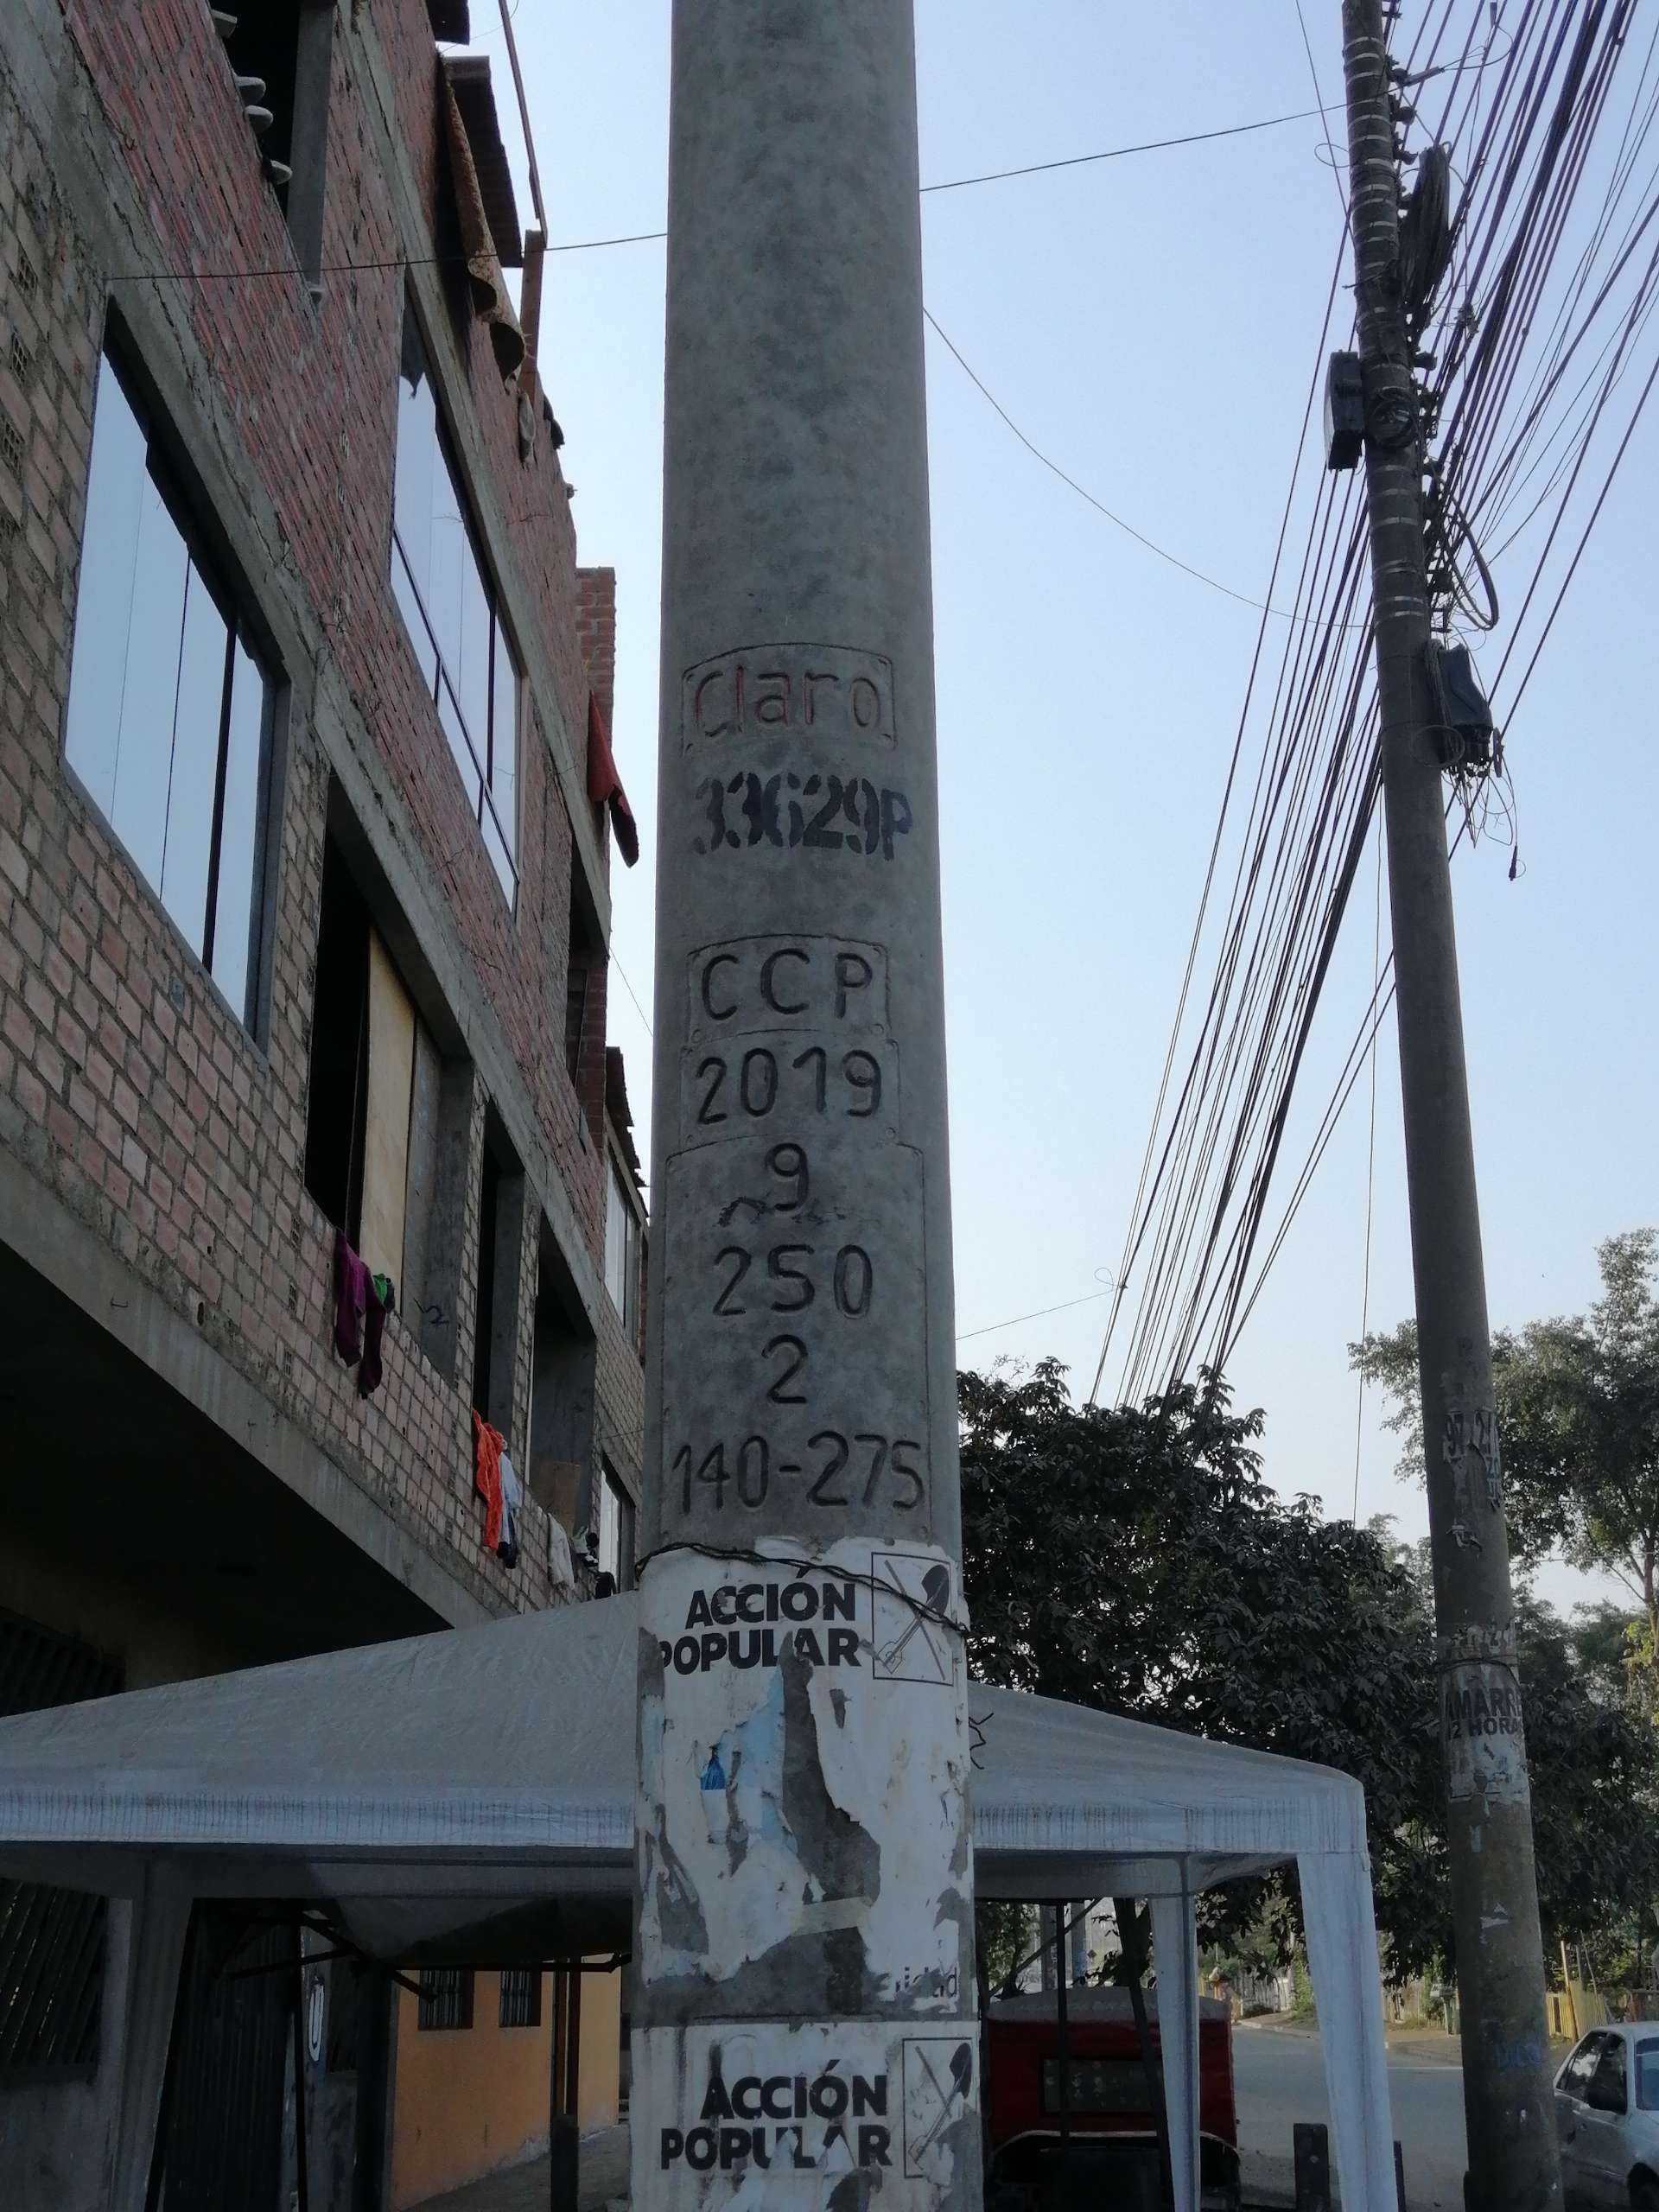 Claro
33629P
CCP
2019
9
250
2
140-275
ACCIÓN
POPULAR
ACCIÓN
POPULAR